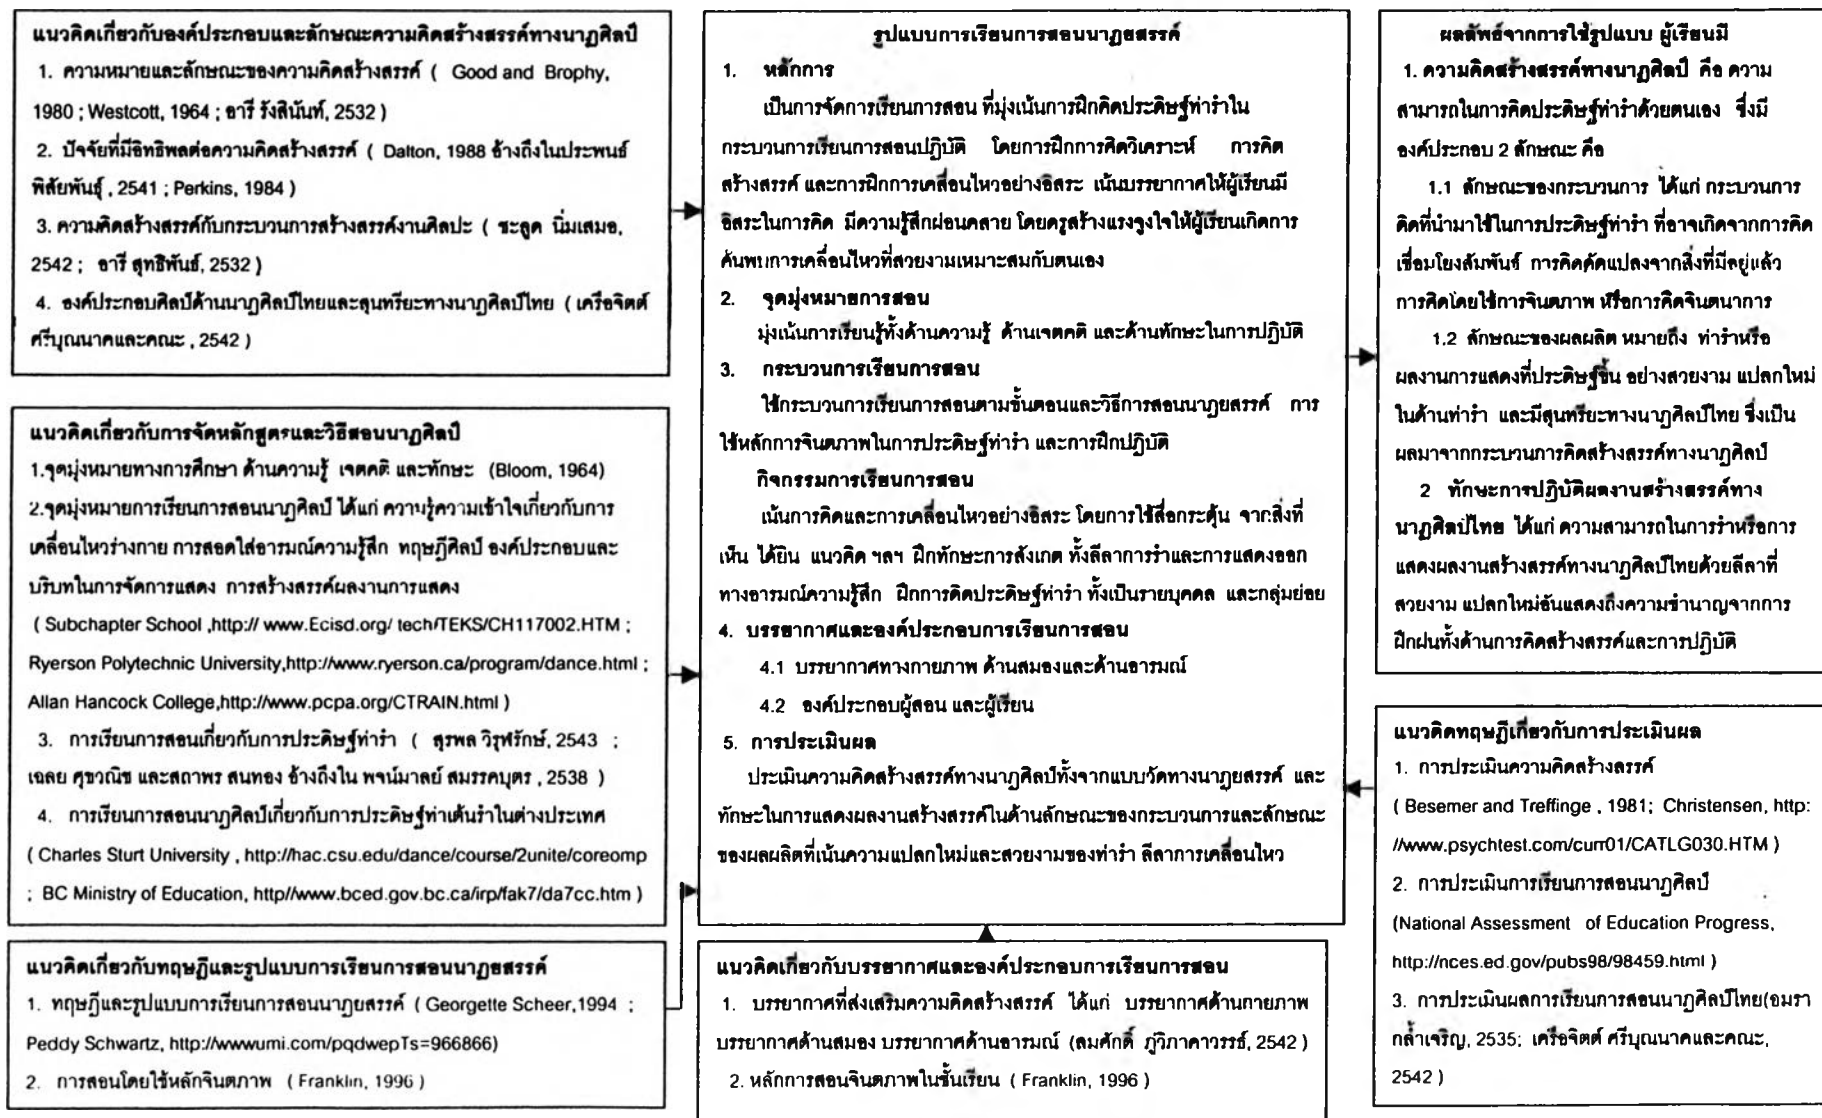 แนวคิดเกี่ยวกับองค์ประกอบและลักษณะความคิดสร้างสรรค์ทางนาฏศิลป์
1. ความหมายและลักษณะของความคิดสร้างสรรค์ ( Good and Brophy,
1980 ; Westcott, 1964 ; อารี รังสินันท์, 2532 )
2. ปัจจัยที่มีอิทธิพลต่อความคิดสร้างสรรค์ ( Dalton, 1988 อ้างถึงในประพนธ์
พิสัยพันธุ์ , 2541 ; Perkins, 1984 )
3. ความคิดสร้างสรรค์กับกระบวนการสร้างสรรค์งานศิลปะ ( ชะลูด นิ่มเสมอ,
2542 ; อารี สุทธิพันธ์, 2532 )
4. องค์ประกอบศิลป์ด้านนาฏศิลป์ไทยและสุนทรียะทางนาฏศิลป์ไทย ( เครือจิตต์
ศรีบุญนาคและคณะ , 2542 )
แนวคิดเกี่ยวกับการจัดหลักสูตรและวิธีสอนนาฏศิลป์
1.จุดมุ่งหมายทางการศึกษา ด้านความรู้ เจตคติ และทักษะ (Bloom, 1964)
2.จุดมุ่งหมายการเรียนการสอนนาฏศิลป์ ได้แก่ ความรู้ความเข้าใจเกี่ยวกับการ
เคลื่อนไหวร่างกาย การสอดใส่อารมณ์ความรู้สึก ทฤษฎีศิลป์ องค์ประกอบและ
บริบทในการจัดการแสดง การสร้างสรรค์ผลงานการแสดง
( Subchapter School ,http:// www.Ecisd.org/ tech/TEKS/CH117002.HTM ;
Ryerson Polytechnic University,http://www.ryerson.ca/program/dance.html ;
Allan Hancock College,http://www.pcpa.org/CTRAIN.html )
3. การเรียนการสอนเกี่ยวกับการประดิษฐ์ท่ารำ ( สุรพล วิรุฬรักษ์, 2543 ;
เฉลย ศุขวณิช และสถาพร สนทอง อ้างถึงใน พจน์มาลย์ สมรรคบุตร , 2538 )
4. การเรียนการสอนนาฏศิลป์เกี่ยวกับการประดิษฐ์ท่าเต้นรำในต่างประเทศ
( Charles Sturt University , http://hac.csu.edu/dance/course/2unite/coreomp
; BC Ministry of Education, http//www.bced.gov.bc.ca/irp/fak7/da7cc.htm )
แนวคิดเกี่ยวกับทฤษฎีและรูปแบบการเรียนการสอนนาฏยสรรค์
1. ทฤษฎีและรูปแบบการเรียนการสอนนาฏยสรรค์ ( Georgette Scheer,1994 ;
Peddy Schwartz, http://wwwumi.com/pqdwepTs=966866)
2. การสอนโดยใช้หลักจินตภาพ ( Franklin, 1996 )
รูปแบบการเรียนการสอนนาฏยสรรค์
1. หลักการ
เป็นการจัดการเรียนการสอน ที่มุ่งเน้นการฝึกคิดประดิษฐ์ท่ารำใน
กระบวนการเรียนการสอนปฏิบัติ โดยการฝึกการคิดวิเคราะห์ การคิด
สร้างสรรค์ และการฝึกการเคลื่อนไหวอย่างอิสระ เน้นบรรยากาศให้ผู้เรียนมี
อิสระในการคิด มีความรู้สึกผ่อนคลาย โดยครูสร้างแรงจูงใจให้ผู้เรียนเกิดการ
ค้นพบการเคลื่อนไหวที่สวยงามเหมาะสมกับตนเอง
2. จุดมุ่งหมายการสอน
มุ่งเน้นการเรียนรู้ทั้งด้านความรู้ ด้านเจตคติ และด้านทักษะในการปฏิบัติ
3. กระบวนการเรียนการสอน
ใช้กระบวนการเรียนการสอนตามขั้นตอนและวิธีการสอนนาฏยสรรค์ การ
ใช้หลักการจินตภาพในการประดิษฐ์ท่ารำ และการฝึกปฏิบัติ
กิจกรรมการเรียนการสอน
เน้นการคิดและการเคลื่อนไหวอย่างอิสระ โดยการใช้สื่อกระตุ้น จากสิ่งที่
เห็น ได้ยิน แนวคิด ฯลฯ ฝึกทักษะการสังเกต ทั้งลีลาการรำและการแสดงออก
ทางอารมณ์ความรู้สึก ฝึกการคิดประดิษฐ์ท่ารำ ทั้งเป็นรายบุคคล และกลุ่มย่อย
4. บรรยากาศและองค์ประกอบการเรียนการสอน
4.1 บรรยากาศทางกายภาพ ด้านสมองและด้านอารมณ์
4.2 องค์ประกอบผู้สอน และผู้เรียน
5. การประเมินผล
ประเมินความคิดสร้างสรรค์ทางนาฏศิลป์ทั้งจากแบบวัดทางนาฏยสรรค์ และ
ทักษะในการแสดงผลงานสร้างสรรค์ในด้านลักษณะของกระบวนการและลักษณะ
ของผลผลิตที่เน้นความแปลกใหม่และสวยงามของท่ารำ ลีลาการเคลื่อนไหว
แนวคิดเกี่ยวกับบรรยากาศและองค์ประกอบการเรียนการสอน
1. บรรยากาศที่ส่งเสริมความคิดสร้างสรรค์ ได้แก่ บรรยากาศด้านกายภาพ
บรรยากาศด้านสมอง บรรยากาศด้านอารมณ์ (สมศักดิ์ ภูวิภาดาวรรธ์, 2542 )
2. หลักการสอนจินตภาพในชั้นเรียน ( Franklin, 1996 )
ผลลัพธ์จากการใช้รูปแบบ ผู้เรียนมี
1. ความคิดสร้างสรรค์ทางนาฏศิลป์ คือ ความ
สามารถในการคิดประดิษฐ์ท่ารำด้วยตนเอง ซึ่งมี
องค์ประกอบ 2 ลักษณะ คือ
1.1 ลักษณะของกระบวนการ ได้แก่ กระบวนการ
คิดที่นำมาใช้ในการประดิษฐ์ท่ารำ ที่อาจเกิดจากการคิด
เชื่อมโยงสัมพันธ์ การคิดดัดแปลงจากสิ่งที่มีอยู่แล้ว
การคิดโดยใช้การจินตภาพ หรือการคิดจินตนาการ
1.2 ลักษณะของผลผลิต หมายถึง ท่ารำหรือ
ผลงานการแสดงที่ประดิษฐ์ขึ้น อย่างสวยงาม แปลกใหม่
ในด้านท่ารำ และมีสุนทรียะทางนาฏศิลป์ไทย ซึ่งเป็น
ผลมาจากกระบวนการคิดสร้างสรรค์ทางนาฏศิลป์
2 ทักษะการปฏิบัติผลงานสร้างสรรค์ทาง
นาฏศิลป์ไทย ได้แก่ ความสามารถในการรำหรือการ
แสดงผลงานสร้างสรรค์ทางนาฏศิลป์ไทยด้วยลีลาที่
สวยงาม แปลกใหม่อันแสดงถึงความชำนาญจากการ
ฝึกฝนทั้งด้านการคิดสร้างสรรค์และการปฏิบัติ
แนวคิดทฤษฎีเกี่ยวกับการประเมินผล
1. การประเมินความคิดสร้างสรรค์
( Besemer and Treffinge , 1981; Christensen, http:
//www.psychtest.com/curr01/CATLG030.HTM )
2. การประเมินการเรียนการสอนนาฏศิลป์
(National Assessment of Education Progress,
http://nces.ed.gov/pubs98/98459.html )
3. การประเมินผลการเรียนการสอนนาฏศิลป์ไทย(อมรา
กล่ำเจริญ, 2535; เครือจิตต์ ศรีบุญนาคและคณะ,
2542 )